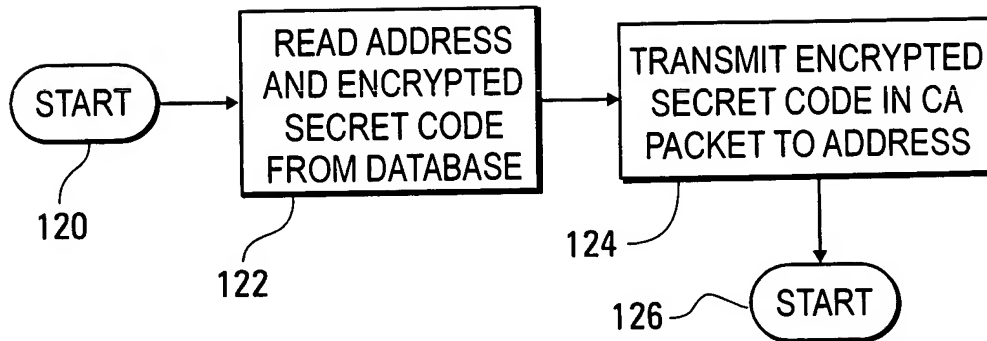 START
120
READ ADDRESS
AND ENCRYPTED
SECRET CODE
FROM DATABASE
122
TRANSMIT ENCRYPTED
SECRET CODE IN CA
PACKET TO ADDRESS
124
START
126